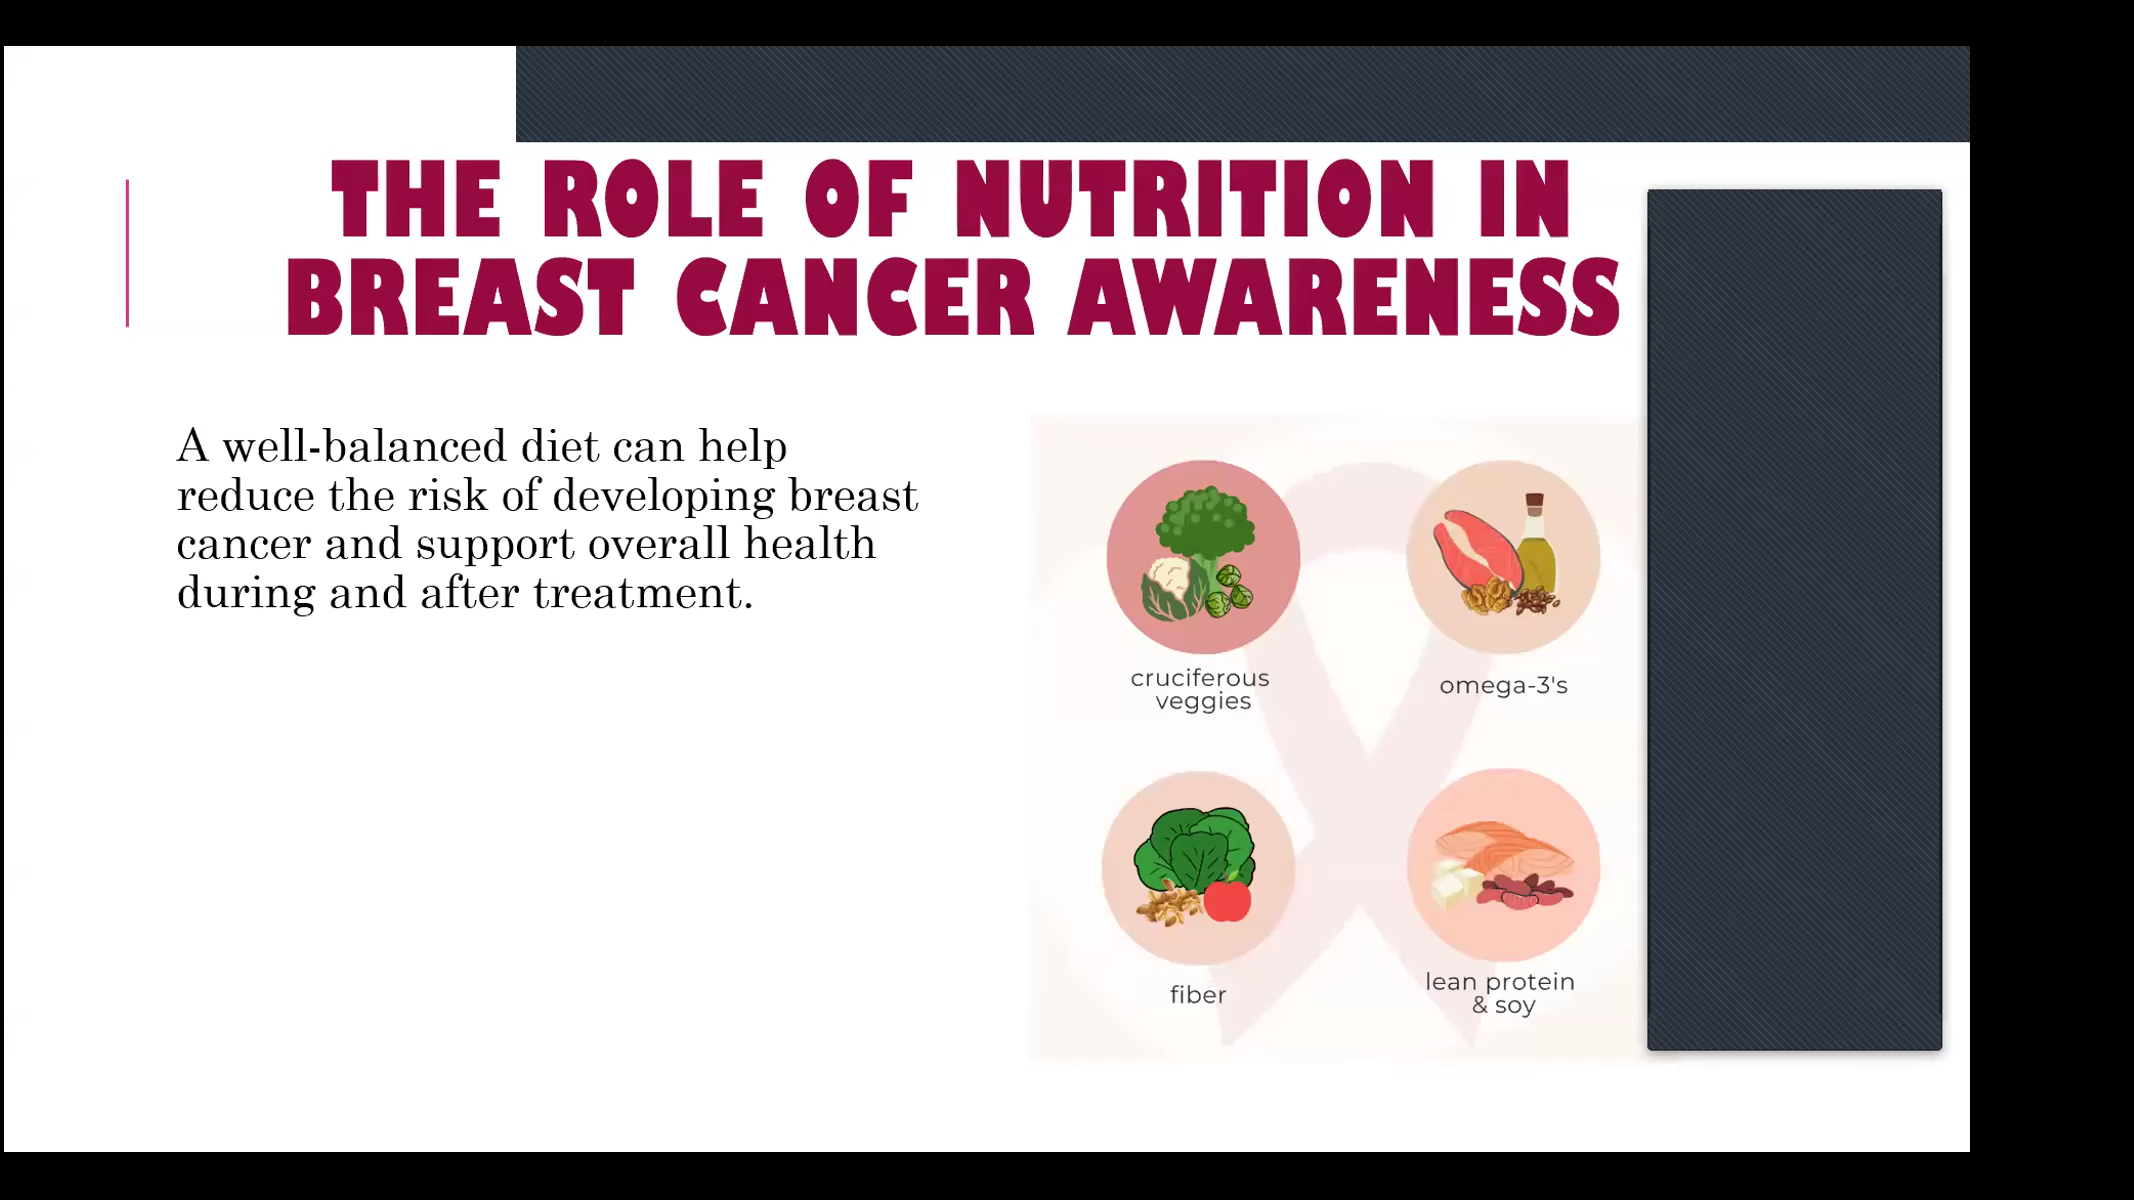 THE ROLE OF NUTRITION IN
BREAST CANCER AWARENESS
A well-balanced diet can help
reduce the risk of developing breast
cancer and support overall health
during and after treatment.
cruciferous
veggies
omega-3's
fiber
lean protein
& soy